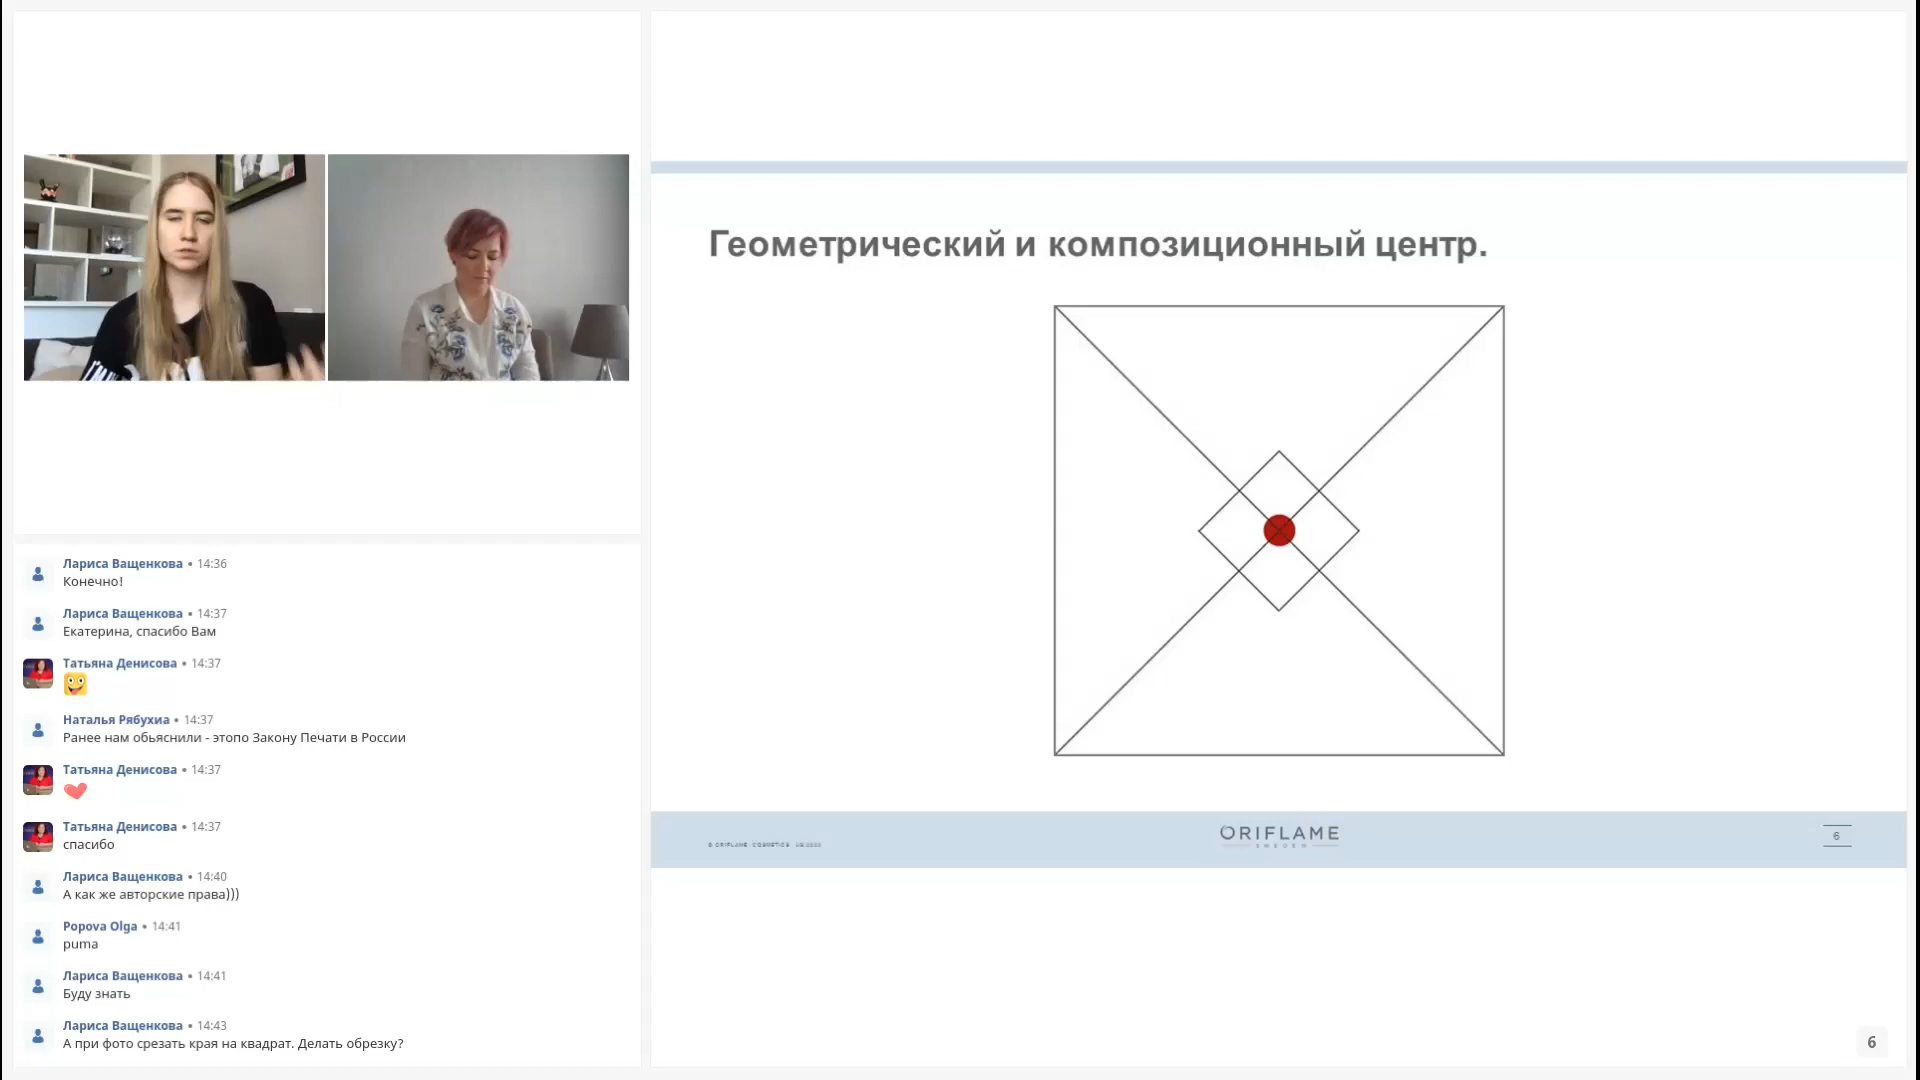 Лариса Ващенкова • 14:36
Конечно!
Лариса Ващенкова • 14:37
Екатерина, спасибо Вам
Татьяна Денисова • 14:37
Наталья Рябухиа • 14:37
Ранее нам обьяснили - этопо Закону Печати в России
Татьяна Денисова • 14:37
Татьяна Денисова • 14:37
спасибо
Лариса Ващенкова • 14:40
А как же авторские права)))
Popova Olga • 14:41
puma
Лариса Ващенкова • 14:41
Буду знать
Лариса Ващенкова • 14:43
А при фото срезать края на квадрат. Делать обрезку?
Геометрический и композиционный центр.
© ORIFLAME COSMETICS
ORIFLAME
SWEDEN
6
6